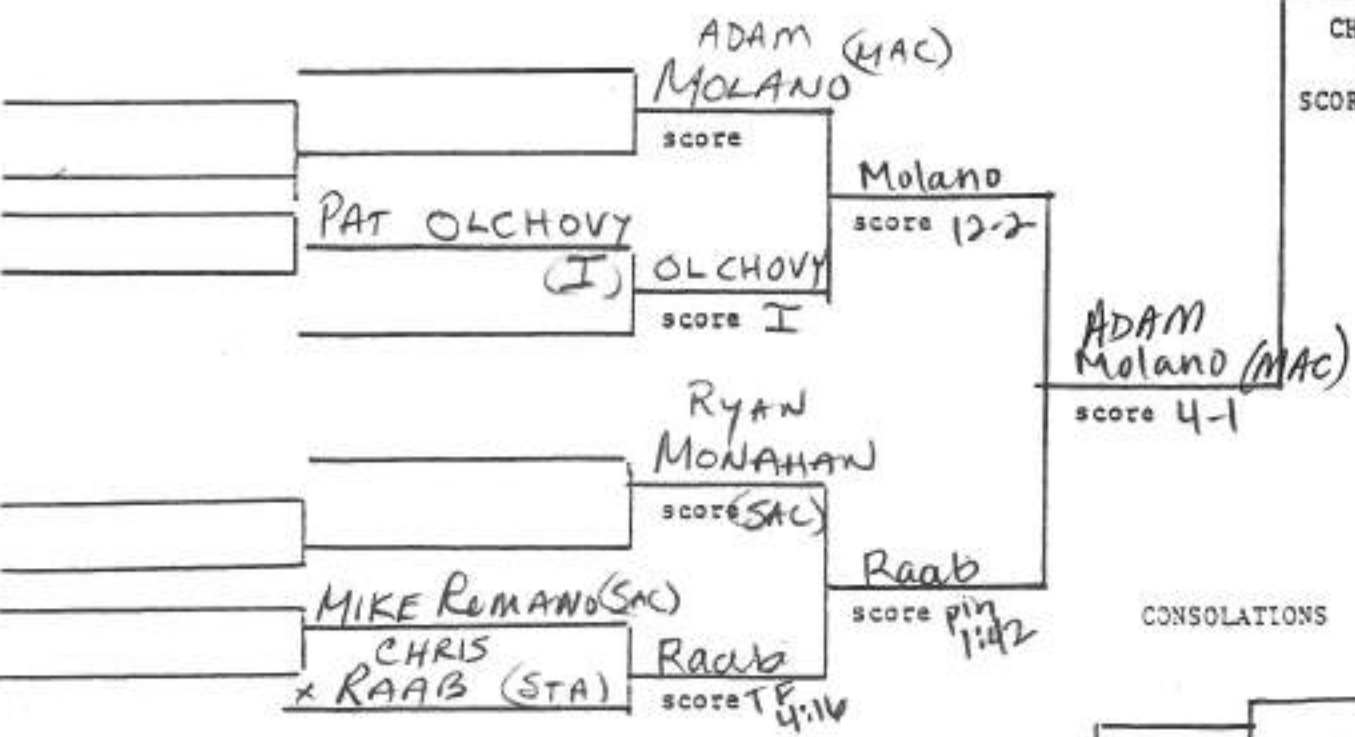 ADAM (MAC)
MOLANO
score
Molano
score 12-2
PAT OLCHOVY
(I)
OLCHOVY
score I
ADAM
Molano (MAC)
score 4-1
RYAN
MONAHAN
score (SAC)
Raab
score pin
1:42
MIKE ROMANO (SAC)
CHRIS
x RAAB (STA)
Raab
score TF
4:16
CH
SCOR
CONSOLATIONS